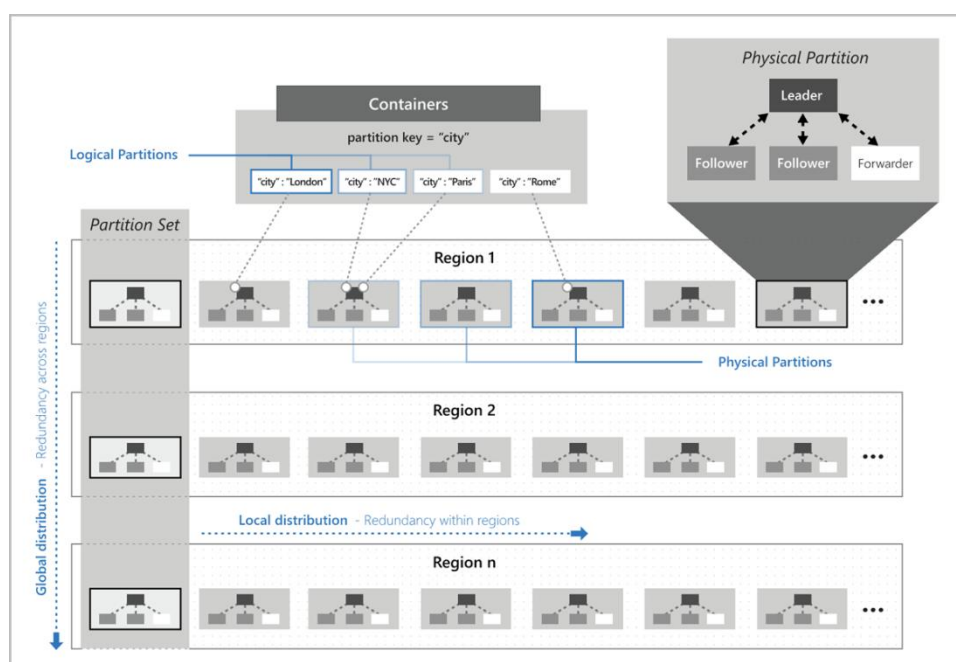 Physical Partition
Leader
Follower
Follower
Forwarder
Containers
partition key = “city”
Logical Partitions
"city" : "London"
"city" : "NYC"
"city" : "Paris"
"city" : "Rome"
Partition Set
Region 1
Physical Partitions
Region 2
Local distribution - Redundancy within regions
Region n
Global distribution - Redundancy across regions